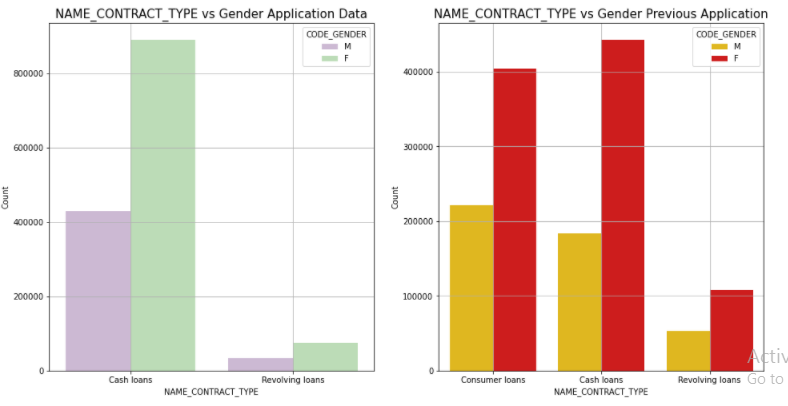 NAME_CONTRACT_TYPE vs Gender Application Data
CODE_GENDER
M
F
800000
600000
400000
200000
0
Count
Cash loans
Revolving loans
NAME_CONTRACT_TYPE
NAME_CONTRACT_TYPE vs Gender Previous Application
CODE_GENDER
M
F
400000
300000
200000
100000
0
Count
Consumer loans
Cash loans
Revolving loans
NAME_CONTRACT_TYPE
Activ
Go to